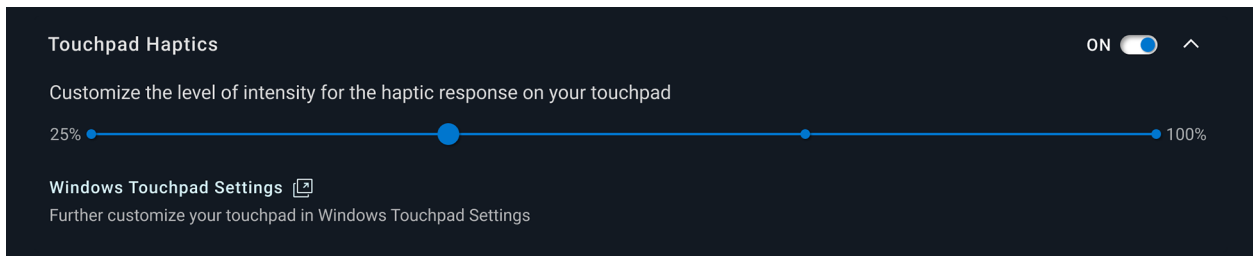 Touchpad Haptics ON
Customize the level of intensity for the haptic response on your touchpad
25% 100%
Windows Touchpad Settings
Further customize your touchpad in Windows Touchpad Settings